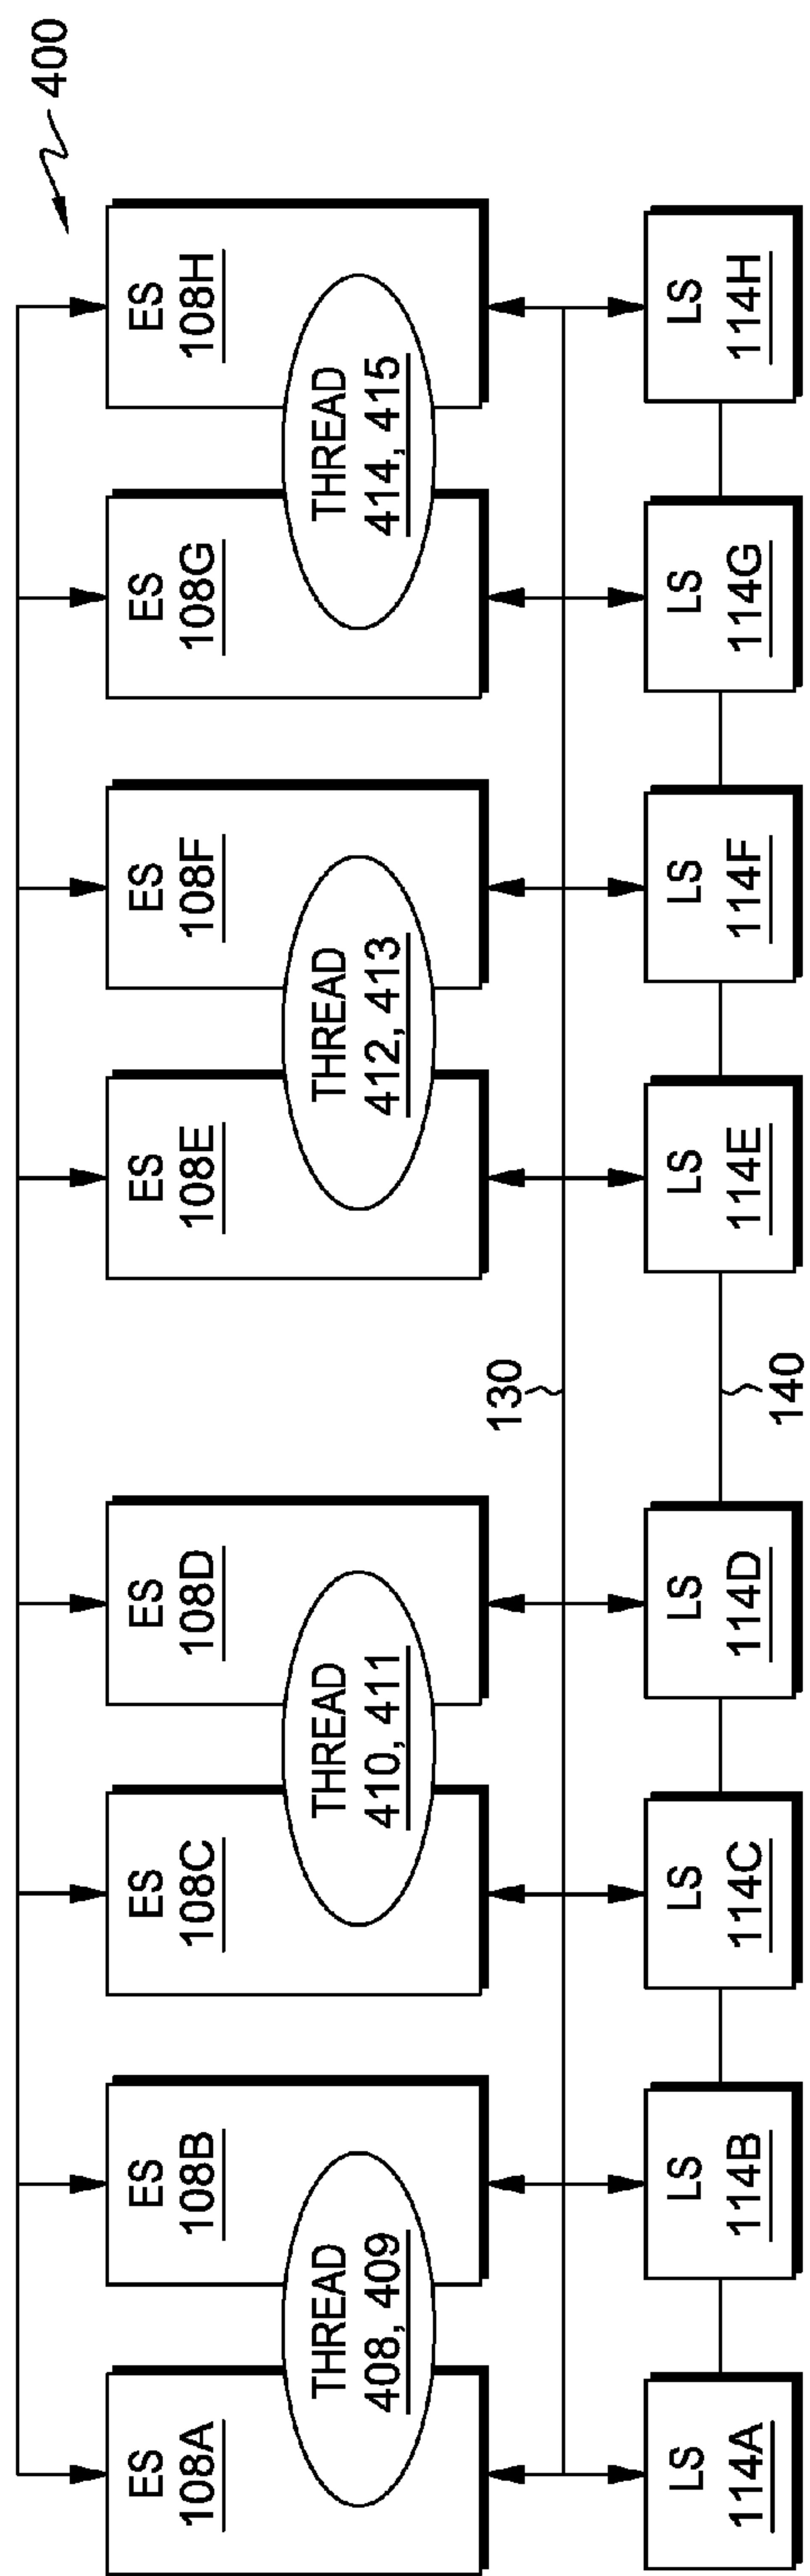 400
ES
108A
ES
108B
ES
108C
ES
108D
ES
108E
ES
108F
ES
108G
ES
108H
THREAD
408, 409
THREAD
410, 411
THREAD
412, 413
THREAD
414, 415
130
LS
114A
LS
114B
LS
114C
LS
114D
LS
114E
LS
114F
LS
114G
LS
114H
140